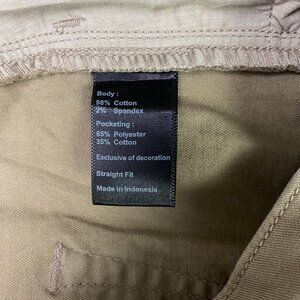 Body :
98% Cotton
2% Spandex
Pocketing :
65% Polyester
35% Cotton
Exclusive of decoration
Straight Fit
Made in Indonesia